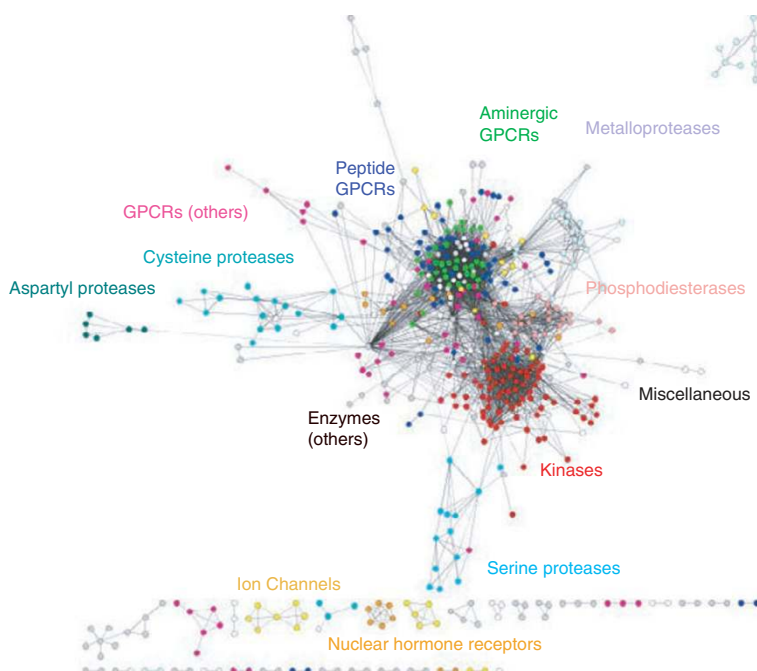 Aminergic
GPCRs
Metalloproteases
Peptide
GPCRs
GPCRs (others)
Cysteine proteases
Aspartyl proteases
Phosphodiesterases
Miscellaneous
Enzymes
(others)
Kinases
Serine proteases
Ion Channels
Nuclear hormone receptors